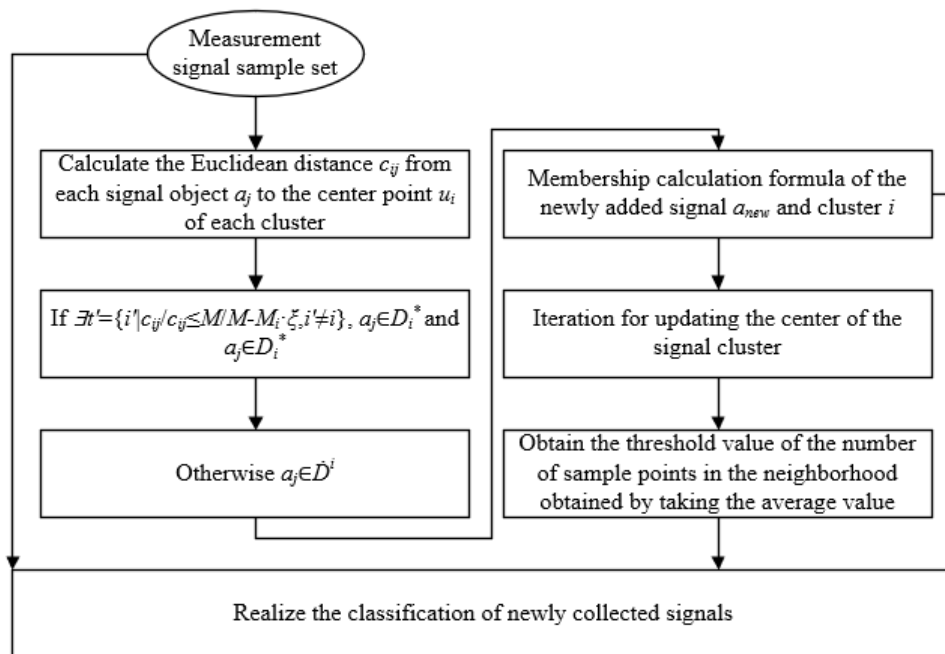 Measurement
signal sample set
Calculate the Euclidean distance cij from
each signal object aj to the center point ui
of each cluster
If ∃t'={i'|cij/cij≤M/M-Mi·ξ,i'≠i}, aj∈Di* and
aj∈Di*
Otherwise aj∈Ḋi
Membership calculation formula of the
newly added signal anew and cluster i
Iteration for updating the center of the
signal cluster
Obtain the threshold value of the number
of sample points in the neighborhood
obtained by taking the average value
Realize the classification of newly collected signals